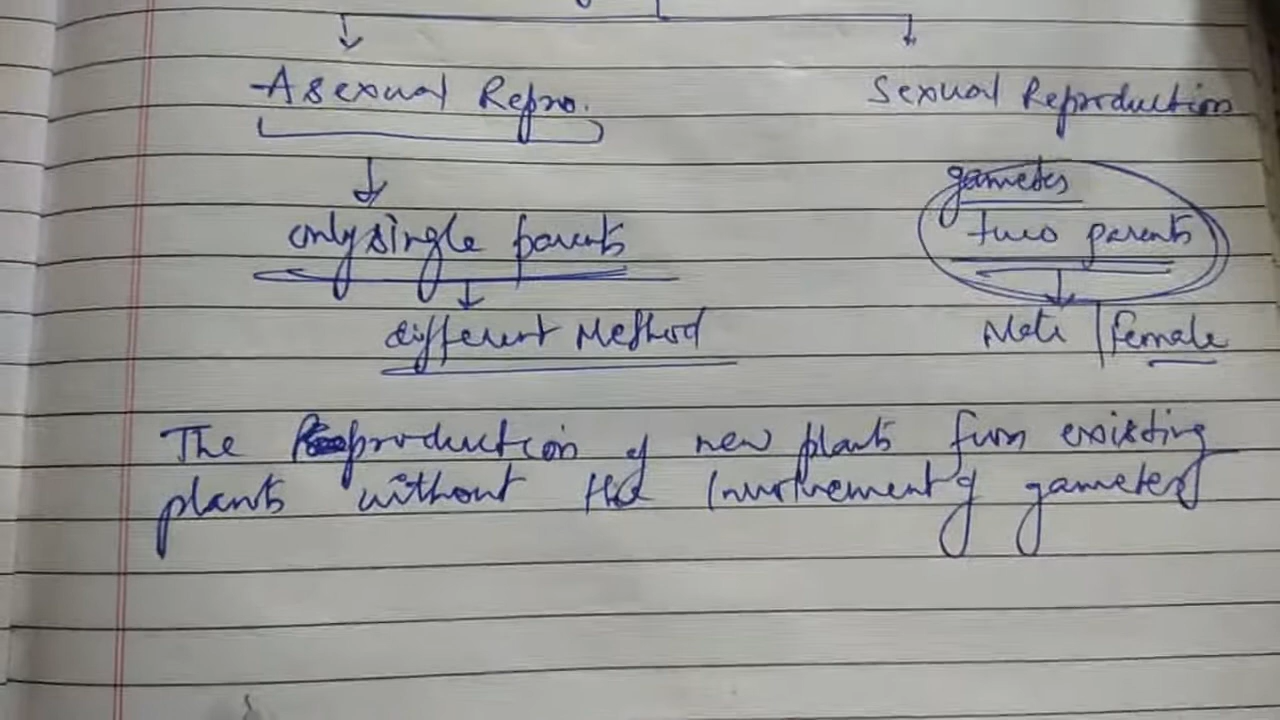 Asexual Repro. Sexual Reproduction
gametes
only single parents two parents
different Method Male | female
The Reproduction of new plants from existing
plants without the Involvement of gametes